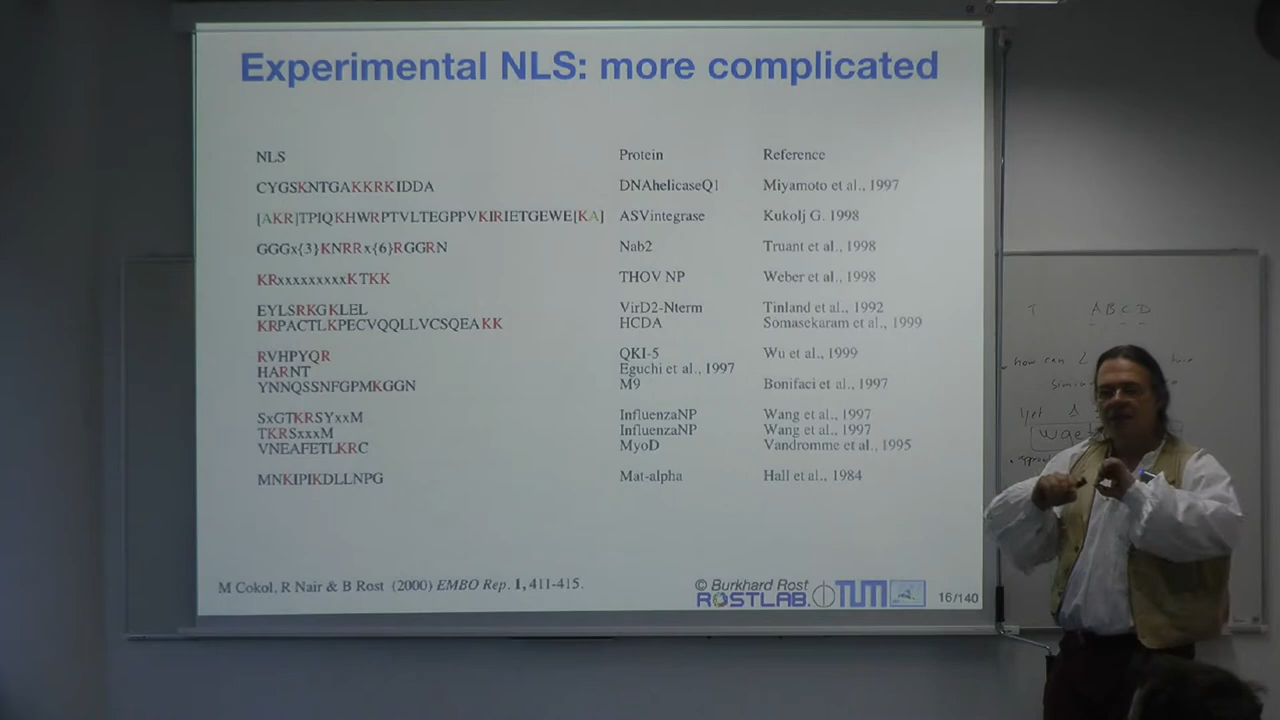 Experimental NLS: more complicated
NLS Protein Reference
CYGSKNTGAKKRKIDDA DNAhelicaseQ1 Miyamoto et al., 1997
[AKR]TPIQKHWRPTVLTEGPPVKIRIETGEWE[KA] ASVintegrase Kukolj G. 1998
GGGx{3}KNRRx{6}RGGRN Nab2 Truant et al., 1998
KRxxxxxxxxxKTKK THOV NP Weber et al., 1998
EYLSRKGKLEL VirD2-Nterm Tinland et al., 1992
KRPACTLKPECVQQLLVCSQEAKK HCDA Somasekaram et al., 1999
RVHPYQR QKI-5 Wu et al., 1999
HARNT Eguchi et al., 1997
YNNQSSNFGPMKGGN M9 Bonifaci et al., 1997
SxGTKRSYxxM InfluenzaNP Wang et al., 1997
TKRSxxxM InfluenzaNP Wang et al., 1997
VNEAFETLKRC MyoD Vandromme et al., 1995
MNKIPIKDLLNPG Mat-alpha Hall et al., 1984
M Cokol, R Nair & B Rost (2000) EMBO Rep. 1, 411-415.
© Burkhard Rost
ROSTLAB. TUM
16/140
T ABCD
how can